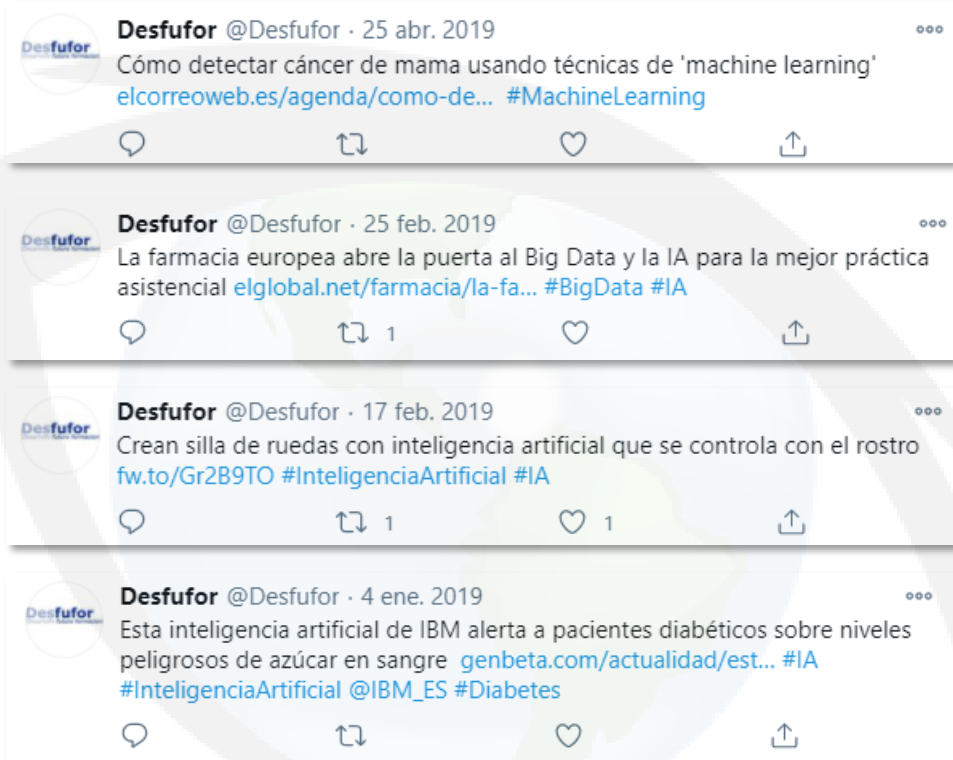 Desfufor
Desfufor @Desfufor · 25 abr. 2019
Cómo detectar cáncer de mama usando técnicas de 'machine learning'
elcorreoweb.es/agenda/como-de... #MachineLearning
Desfufor
Desfufor @Desfufor · 25 feb. 2019
La farmacia europea abre la puerta al Big Data y la IA para la mejor práctica
asistencial elglobal.net/farmacia/la-fa... #BigData #IA
1
Desfufor
Desfufor @Desfufor · 17 feb. 2019
Crean silla de ruedas con inteligencia artificial que se controla con el rostro
fw.to/Gr2B9TO #InteligenciaArtificial #IA
1 1
Desfufor
Desfufor @Desfufor · 4 ene. 2019
Esta inteligencia artificial de IBM alerta a pacientes diabéticos sobre niveles
peligrosos de azúcar en sangre genbeta.com/actualidad/est... #IA
#InteligenciaArtificial @IBM_ES #Diabetes